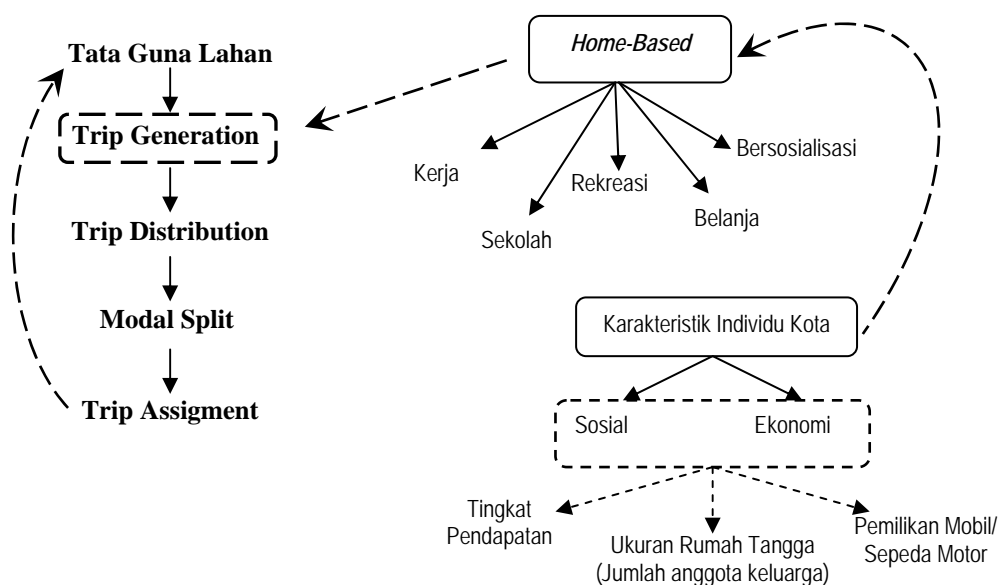 Tata Guna Lahan
Trip Generation
Trip Distribution
Modal Split
Trip Assigment
Home-Based
Kerja
Sekolah
Rekreasi
Belanja
Bersosialisasi
Karakteristik Individu Kota
Sosial
Ekonomi
Tingkat
Pendapatan
Ukuran Rumah Tangga
(Jumlah anggota keluarga)
Pemilikan Mobil/
Sepeda Motor